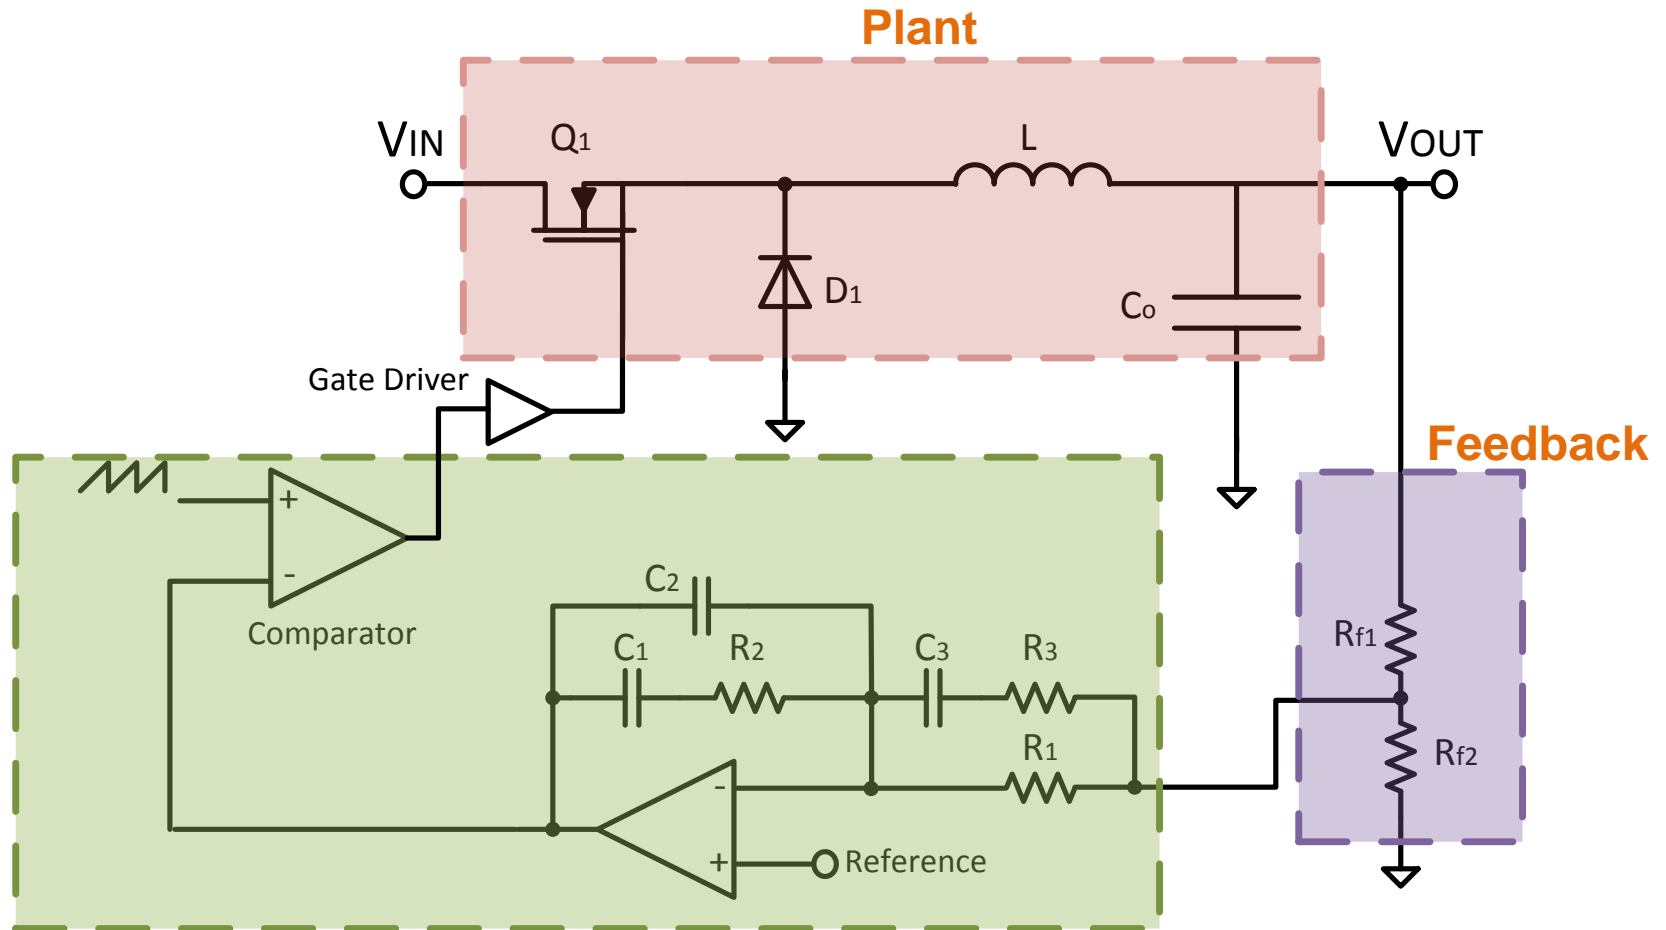 Plant
VIN
Q1
L
VOUT
D1
Co
Gate Driver
Feedback
+
-
Comparator
C2
C1
R2
C3
R3
R1
Rf1
Rf2
-
+
Reference